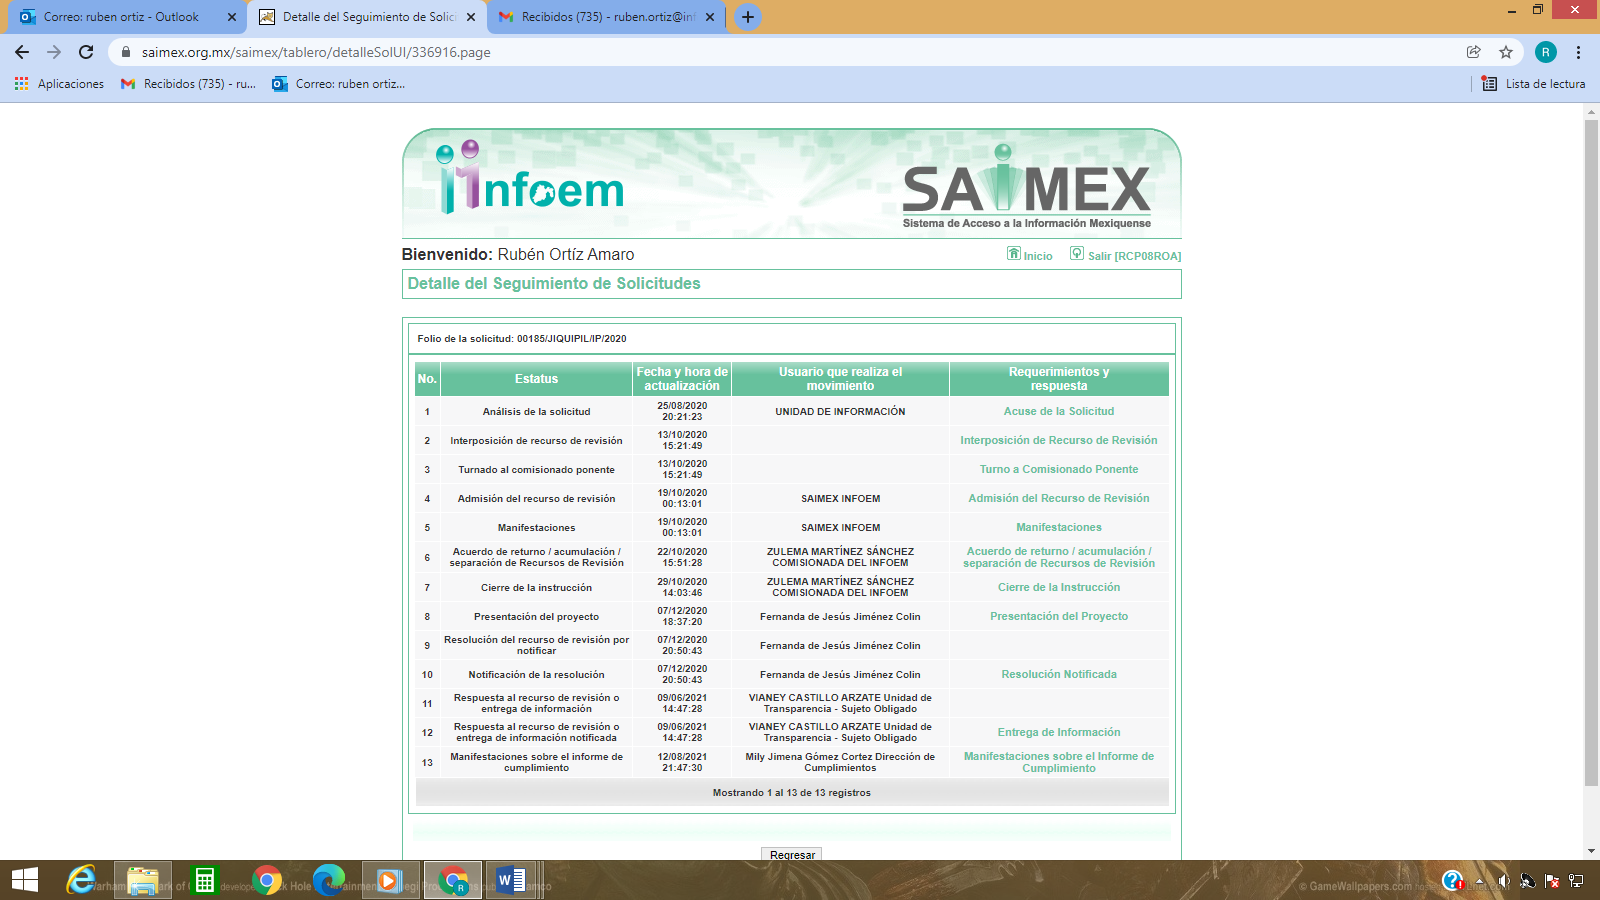 Correo: ruben ortiz - Outlook
Detalle del Seguimiento de Solici
Recibidos (735) - ruben.ortiz@in
saimex.org.mx/saimex/tablero/detalleSolUI/336916.page
R
Aplicaciones
Recibidos (735) - ru...
Correo: ruben ortiz...
Lista de lectura
infoem
SAIMEX
Sistema de Acceso a la Información Mexiquense
Bienvenido: Rubén Ortíz Amaro
Inicio
Salir [RCP08ROA]
Detalle del Seguimiento de Solicitudes
Folio de la solicitud: 00185/JIQUIPIL/IP/2020
No.
Estatus
Fecha y hora de
actualización
Usuario que realiza el
movimiento
Requerimientos y
respuesta
1
Análisis de la solicitud
25/08/2020
20:21:23
UNIDAD DE INFORMACIÓN
Acuse de la Solicitud
2
Interposición de recurso de revisión
13/10/2020
15:21:49
Interposición de Recurso de Revisión
3
Turnado al comisionado ponente
13/10/2020
15:21:49
Turno a Comisionado Ponente
4
Admisión del recurso de revisión
19/10/2020
00:13:01
SAIMEX INFOEM
Admisión del Recurso de Revisión
5
Manifestaciones
19/10/2020
00:13:01
SAIMEX INFOEM
Manifestaciones
6
Acuerdo de returno / acumulación /
separación de Recursos de Revisión
22/10/2020
15:51:28
ZULEMA MARTÍNEZ SÁNCHEZ
COMISIONADA DEL INFOEM
Acuerdo de returno / acumulación /
separación de Recursos de Revisión
7
Cierre de la instrucción
29/10/2020
14:03:46
ZULEMA MARTÍNEZ SÁNCHEZ
COMISIONADA DEL INFOEM
Cierre de la Instrucción
8
Presentación del proyecto
07/12/2020
18:37:20
Fernanda de Jesús Jiménez Colin
Presentación del Proyecto
9
Resolución del recurso de revisión por
notificar
07/12/2020
20:50:43
Fernanda de Jesús Jiménez Colin
10
Notificación de la resolución
07/12/2020
20:50:43
Fernanda de Jesús Jiménez Colin
Resolución Notificada
11
Respuesta al recurso de revisión o
entrega de información
09/06/2021
14:47:28
VIANEY CASTILLO ARZATE Unidad de
Transparencia - Sujeto Obligado
12
Respuesta al recurso de revisión o
entrega de información notificada
09/06/2021
14:47:28
VIANEY CASTILLO ARZATE Unidad de
Transparencia - Sujeto Obligado
Entrega de Información
13
Manifestaciones sobre el informe de
cumplimiento
12/08/2021
21:47:30
Mily Jimena Gómez Cortez Dirección de
Cumplimientos
Manifestaciones sobre el Informe de
Cumplimiento
Mostrando 1 al 13 de 13 registros
Regresar
© GameWallpapers.com